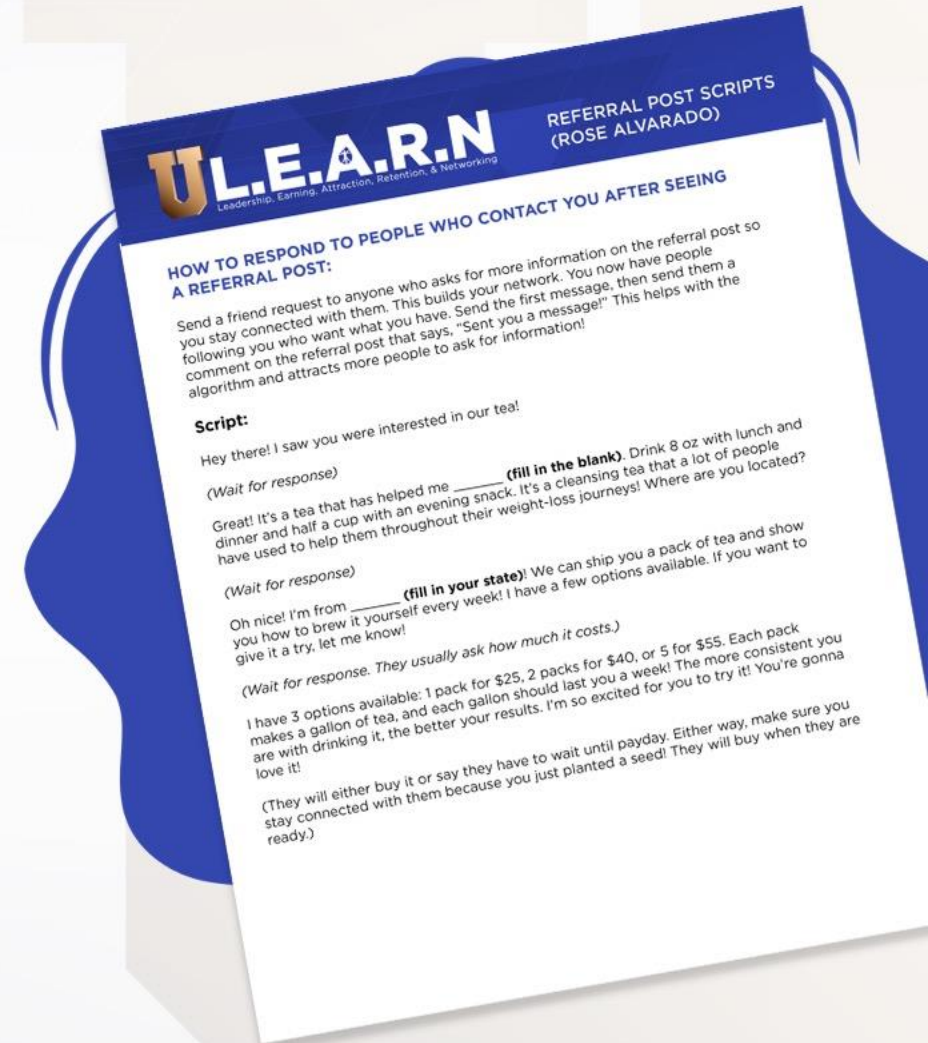 U L.E.A.R.N
Leadership, Earning, Attraction, Retention, & Networking
REFERRAL POST SCRIPTS
(ROSE ALVARADO)
HOW TO RESPOND TO PEOPLE WHO CONTACT YOU AFTER SEEING
A REFERRAL POST:
Send a friend request to anyone who asks for more information on the referral post so
you stay connected with them. This builds your network. You now have people
following you who want what you have. Send the first message, then send them a
comment on the referral post that says, "Sent you a message!" This helps with the
algorithm and attracts more people to ask for information!
Script:
Hey there! I saw you were interested in our tea!
(Wait for response)
Great! It's a tea that has helped me ______ (fill in the blank). Drink 8 oz with lunch and
dinner and half a cup with an evening snack. It's a cleansing tea that a lot of people
have used to help them throughout their weight-loss journeys! Where are you located?
(Wait for response)
Oh nice! I'm from ______ (fill in your state)! We can ship you a pack of tea and show
you how to brew it yourself every week! I have a few options available. If you want to
give it a try, let me know!
(Wait for response. They usually ask how much it costs.)
I have 3 options available: 1 pack for $25, 2 packs for $40, or 5 for $55. Each pack
makes a gallon of tea, and each gallon should last you a week! The more consistent you
are with drinking it, the better your results. I'm so excited for you to try it! You're gonna
love it!
(They will either buy it or say they have to wait until payday. Either way, make sure you
stay connected with them because you just planted a seed! They will buy when they are
ready.)